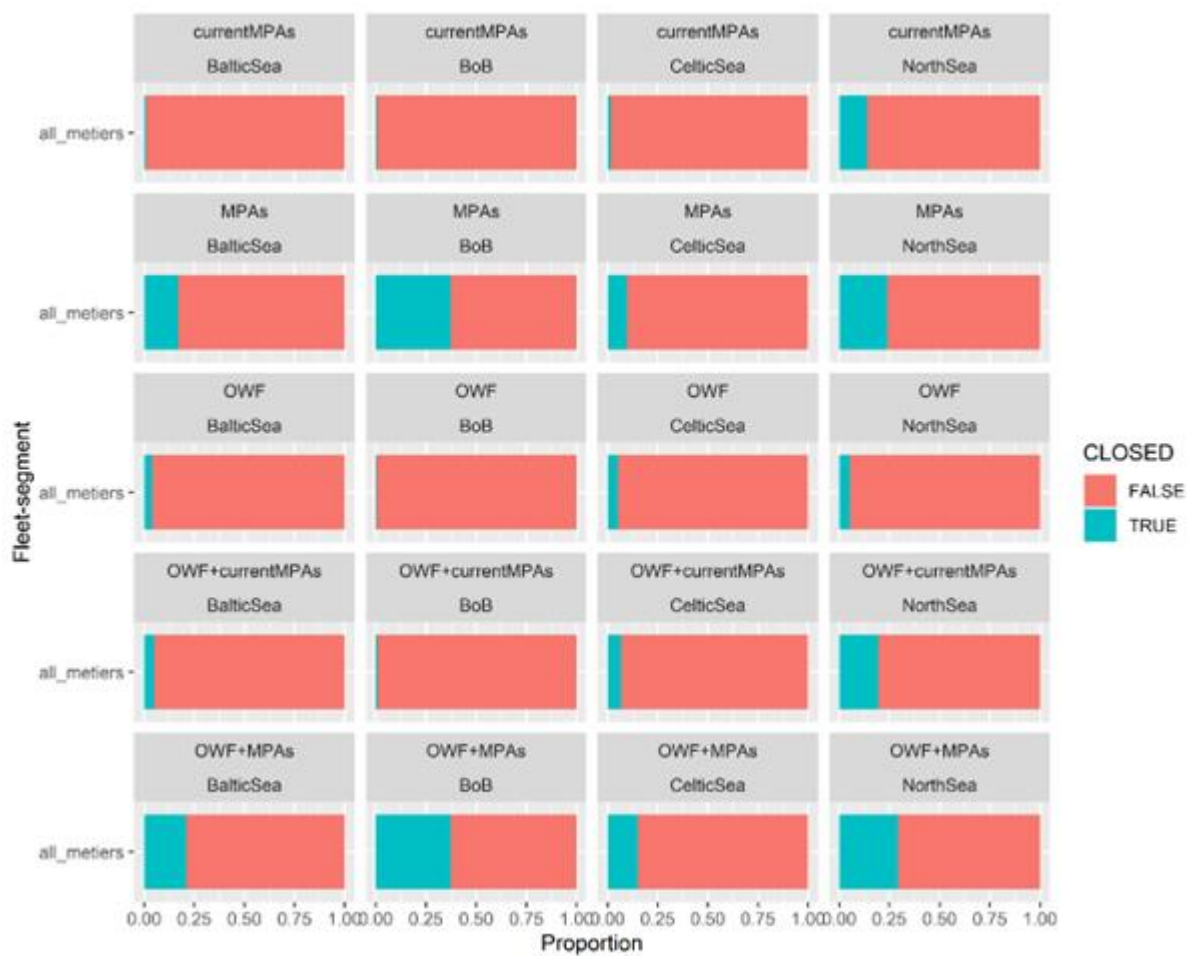 currentMPAs currentMPAs currentMPAs currentMPAs
BalticSea BoB CelticSea NorthSea
all_metiers
MPAs MPAs MPAs MPAs
BalticSea BoB CelticSea NorthSea
all_metiers
OWF OWF OWF OWF
BalticSea BoB CelticSea NorthSea
all_metiers
OWF+currentMPAs OWF+currentMPAs OWF+currentMPAs OWF+currentMPAs
BalticSea BoB CelticSea NorthSea
all_metiers
OWF+MPAs OWF+MPAs OWF+MPAs OWF+MPAs
BalticSea BoB CelticSea NorthSea
all_metiers
0.00 0.25 0.50 0.75 1.00 0.00 0.25 0.50 0.75 1.00 0.00 0.25 0.50 0.75 1.00 0.00 0.25 0.50 0.75 1.00
Proportion
Fleet-segment
CLOSED
FALSE
TRUE